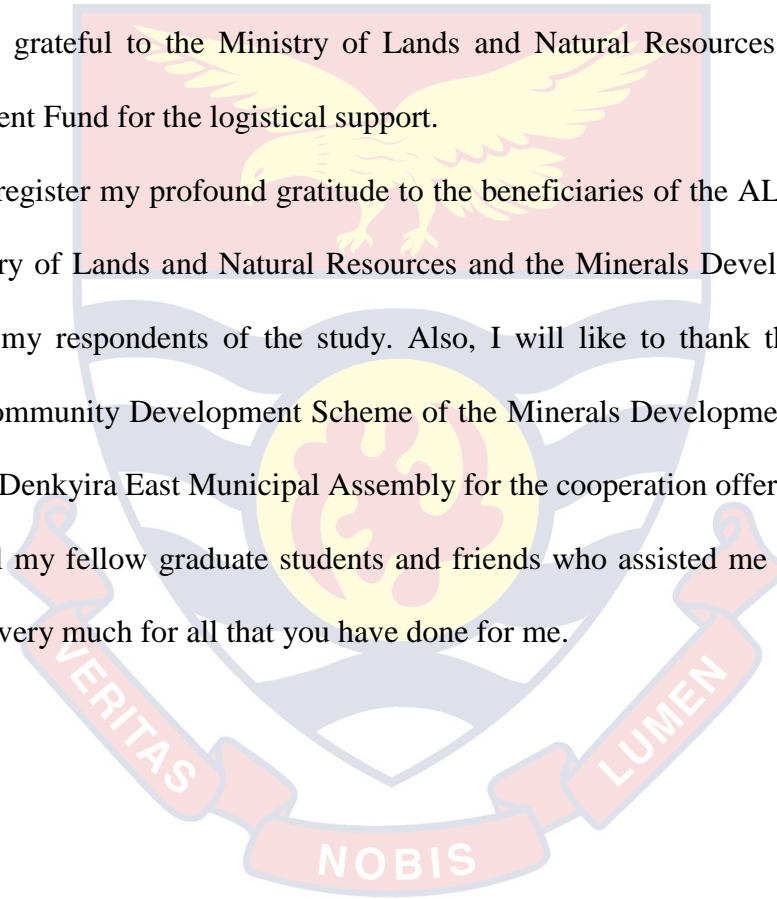 grateful to the Ministry of Lands and Natural Resources
ent Fund for the logistical support.
register my profound gratitude to the beneficiaries of the AL
ry of Lands and Natural Resources and the Minerals Devel
my respondents of the study. Also, I will like to thank th
ommunity Development Scheme of the Minerals Developme
Denkyira East Municipal Assembly for the cooperation offer
l my fellow graduate students and friends who assisted me
very much for all that you have done for me.
VERITAS
NOBIS
LUMEN